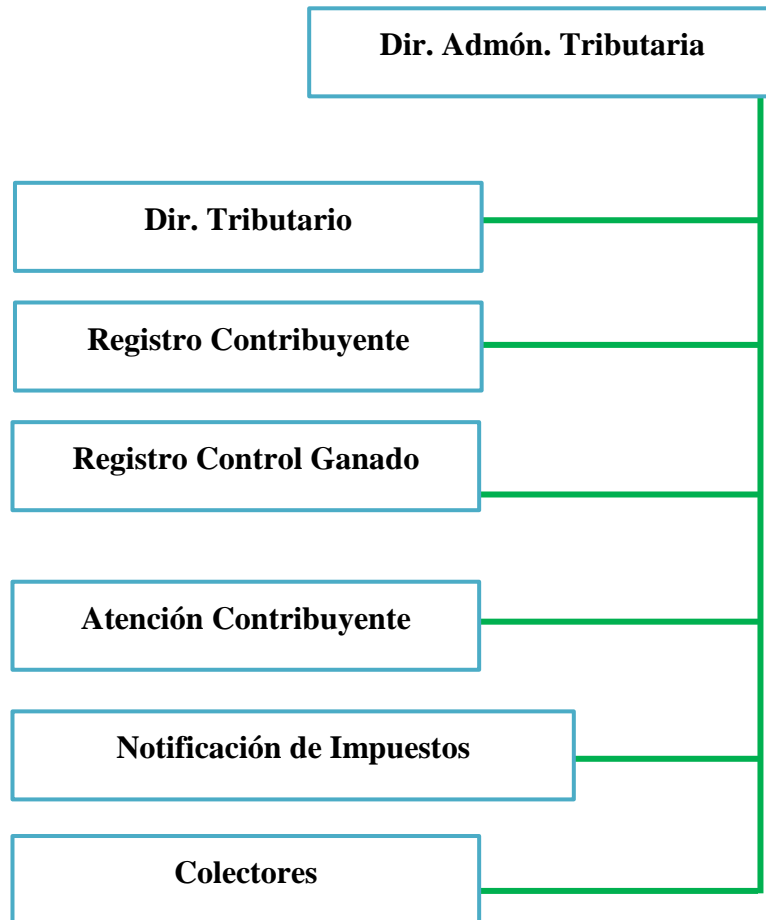 Dir. Admón. Tributaria
Dir. Tributario
Registro Contribuyente
Registro Control Ganado
Atención Contribuyente
Notificación de Impuestos
Colectores